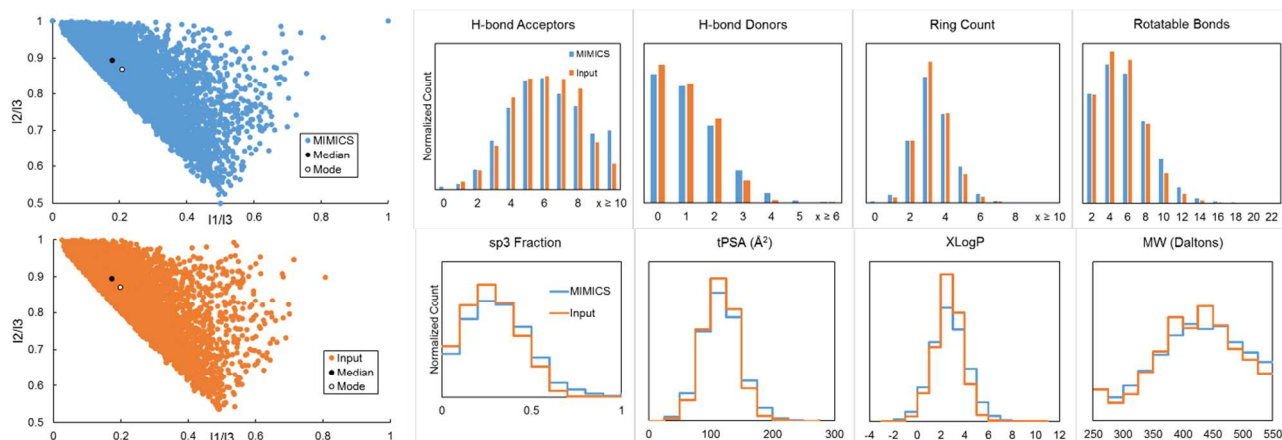 1
0.9
0.8
0.7
0.6
0.5
I2/I3
0 0.2 0.4 0.6 0.8 1
I1/I3
MIMICS
Median
Mode
1
0.9
0.8
0.7
0.6
0.5
I2/I3
0 0.2 0.4 0.6 0.8 1
I1/I3
Input
Median
Mode
H-bond Acceptors
Normalized Count
MIMICS
Input
0 2 4 6 8 x ≥ 10
H-bond Donors
0 1 2 3 4 5 x ≥ 6
Ring Count
0 2 4 6 8 x ≥ 10
Rotatable Bonds
2 4 6 8 10 12 14 16 18 20 22
sp3 Fraction
Normalized Count
MIMICS
Input
0 0.5 1
tPSA (Å²)
0 100 200 300
XLogP
-4 -2 0 2 4 6 8 10 12
MW (Daltons)
250 300 350 400 450 500 550